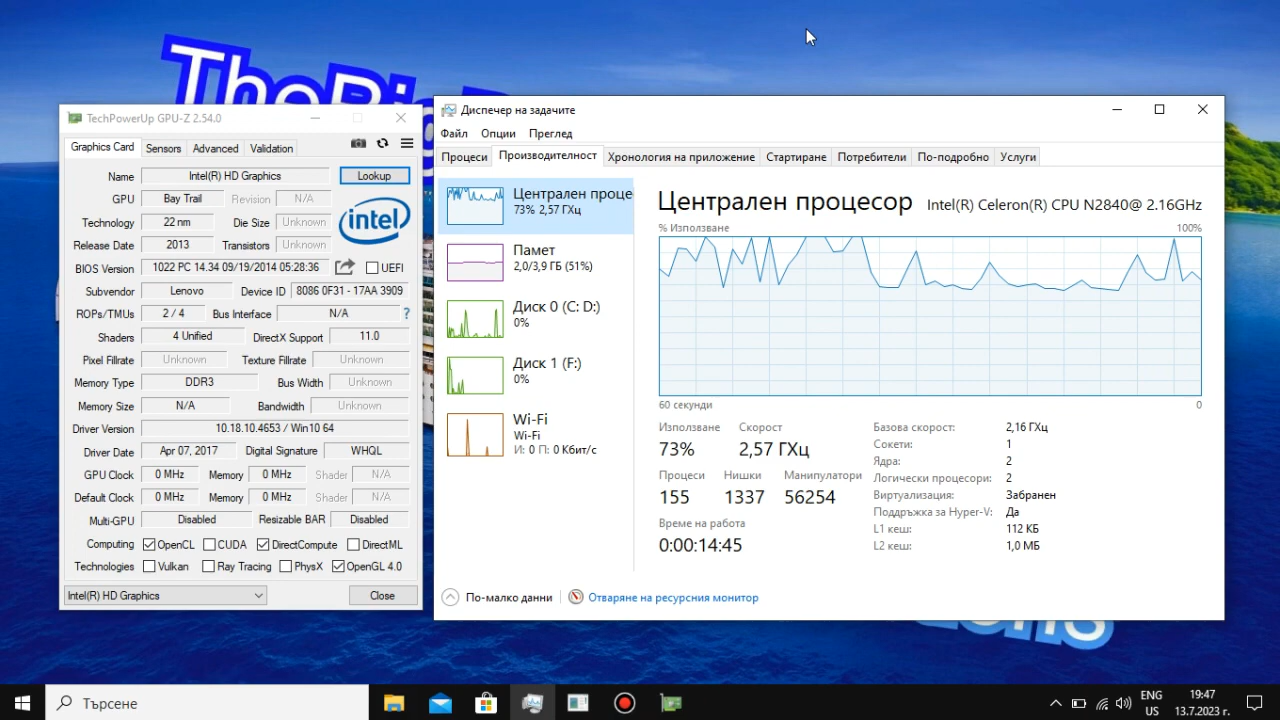 TheBig
TechPowerUp GPU-Z 2.54.0
Graphics Card Sensors Advanced Validation
Name Intel(R) HD Graphics Lookup
GPU Bay Trail Revision N/A
intel
Technology 22 nm Die Size Unknown
Release Date 2013 Transistors Unknown
BIOS Version 1022 PC 14.34 09/19/2014 05:28:36 UEFI
Subvendor Lenovo Device ID 8086 0F31 - 17AA 3909
ROPs/TMUs 2 / 4 Bus Interface N/A ?
Shaders 4 Unified DirectX Support 11.0
Pixel Fillrate Unknown Texture Fillrate Unknown
Memory Type DDR3 Bus Width Unknown
Memory Size N/A Bandwidth Unknown
Driver Version 10.18.10.4653 / Win10 64
Driver Date Apr 07, 2017 Digital Signature WHQL
GPU Clock 0 MHz Memory 0 MHz Shader N/A
Default Clock 0 MHz Memory 0 MHz Shader N/A
Multi-GPU Disabled Resizable BAR Disabled
Computing OpenCL CUDA DirectCompute DirectML
Technologies Vulkan Ray Tracing PhysX OpenGL 4.0
Intel(R) HD Graphics Close
Диспечер на задачите
Файл Опции Преглед
Процеси Производителност Хронология на приложение Стартиране Потребители По-подробно Услуги
Централен проце
73% 2,57 ГХц
Памет
2,0/3,9 ГБ (51%)
Диск 0 (C: D:)
0%
Диск 1 (F:)
0%
Wi-Fi
Wi-Fi
И: 0 П: 0 Кбит/с
Централен процесор Intel(R) Celeron(R) CPU N2840@ 2.16GHz
% Използване 100%
60 секунди 0
Използване Скорост
73% 2,57 ГХц
Процеси Нишки Манипулатори
155 1337 56254
Време на работа
0:00:14:45
Базова скорост: 2,16 ГХц
Сокети: 1
Ядра: 2
Логически процесори: 2
Виртуализация: Забранен
Поддръжка за Hyper-V: Да
L1 кеш: 112 КБ
L2 кеш: 1,0 МБ
По-малко данни Отваряне на ресурсния монитор
Търсене
ENG
US
19:47
13.7.2023 г.